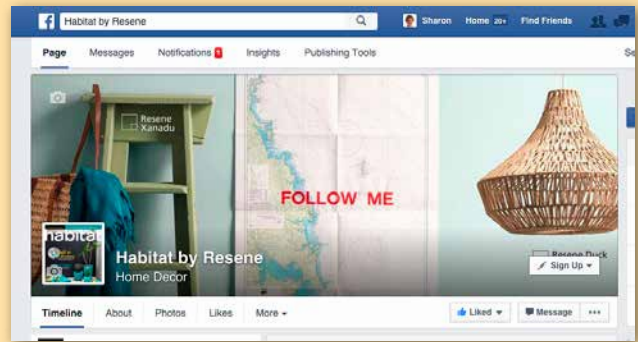 Habitat by Resene
Sharon Home 20+ Find Friends
Page Messages Notifications 1 Insights Publishing Tools
Resene
Xanadu
FOLLOW ME
habitat
Habitat by Resene
Home Decor
Resene Duck
Sign Up
Timeline About Photos Likes More
Liked Message